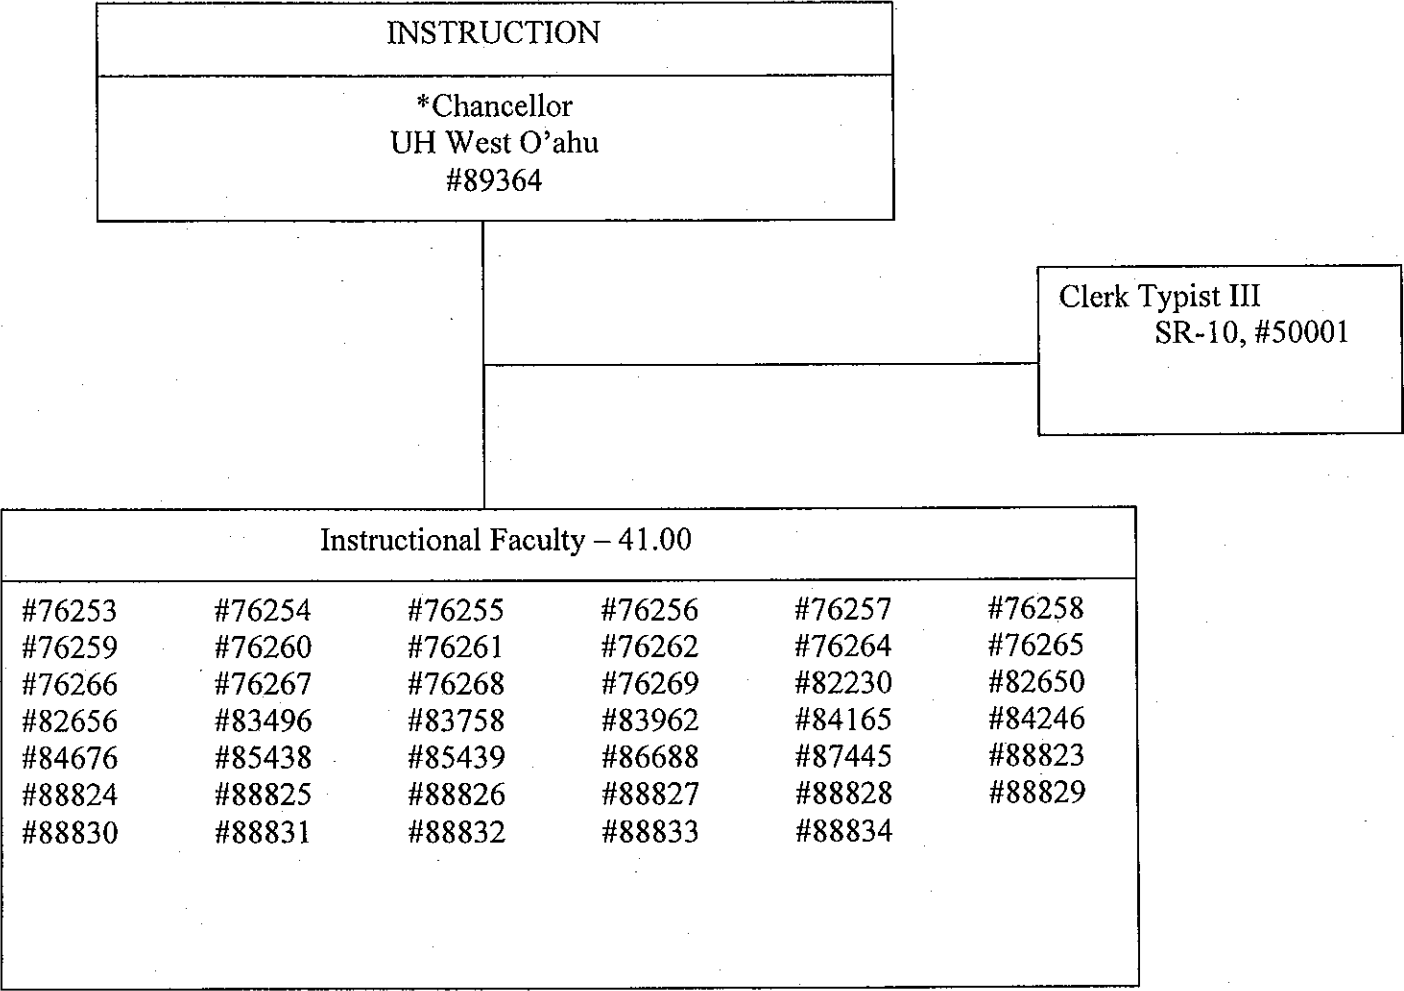 INSTRUCTION
*Chancellor
UH West O’ahu
#89364
Clerk Typist III
SR-10, #50001
Instructional Faculty – 41.00
#76253 #76254 #76255 #76256 #76257 #76258
#76259 #76260 #76261 #76262 #76264 #76265
#76266 #76267 #76268 #76269 #82230 #82650
#82656 #83496 #83758 #83962 #84165 #84246
#84676 #85438 #85439 #86688 #87445 #88823
#88824 #88825 #88826 #88827 #88828 #88829
#88830 #88831 #88832 #88833 #88834